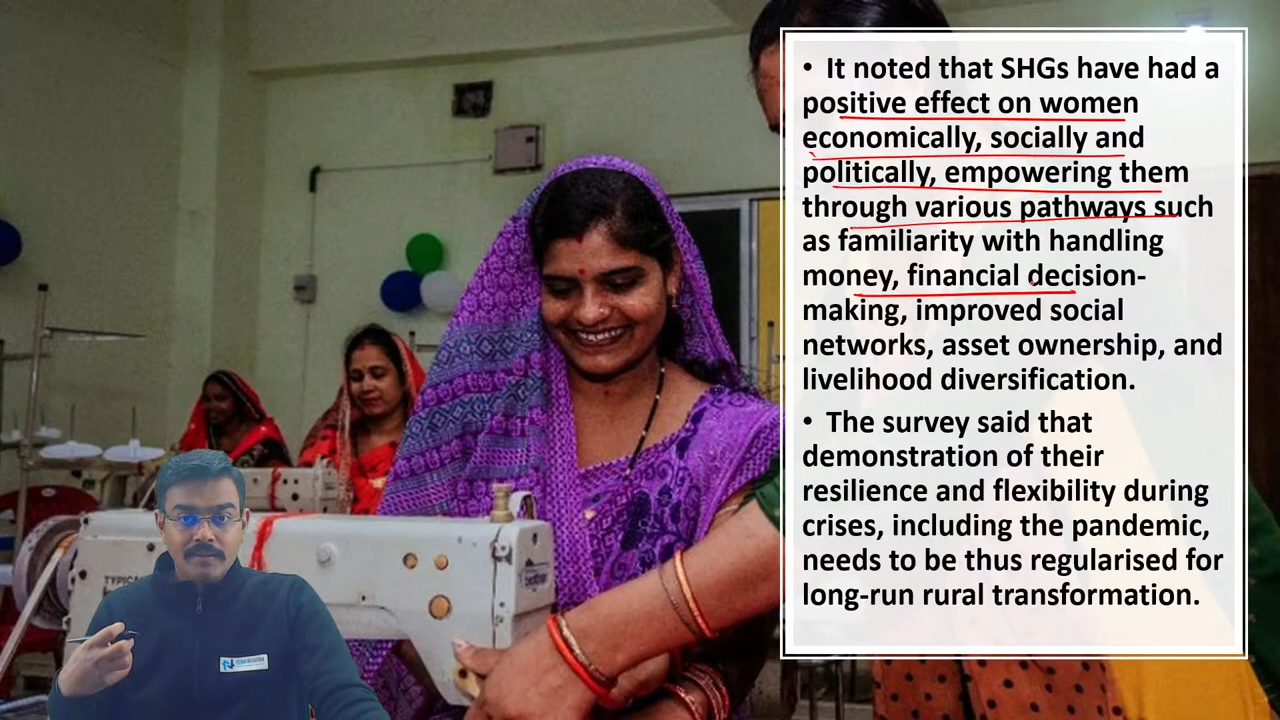 • It noted that SHGs have had a
positive effect on women
economically, socially and
politically, empowering them
through various pathways such
as familiarity with handling
money, financial decision-
making, improved social
networks, asset ownership, and
livelihood diversification.
• The survey said that
demonstration of their
resilience and flexibility during
crises, including the pandemic,
needs to be thus regularised for
long-run rural transformation.
TYPICAL